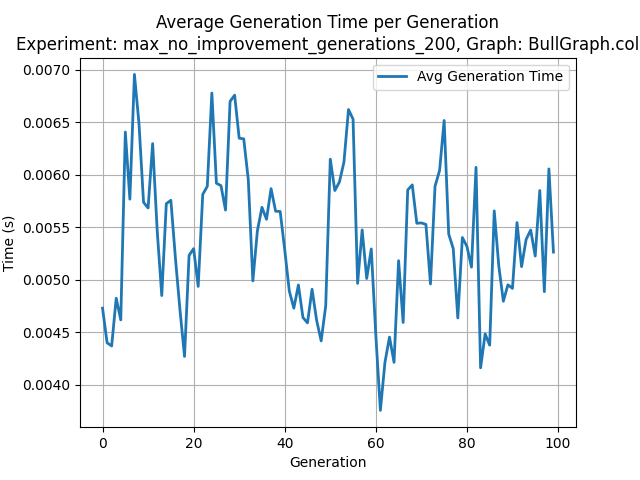 Average Generation Time per Generation
Experiment: max_no_improvement_generations_200, Graph: BullGraph.col
Avg Generation Time
0.0070
0.0065
0.0060
0.0055
0.0050
0.0045
0.0040
Time (s)
0 20 40 60 80 100
Generation